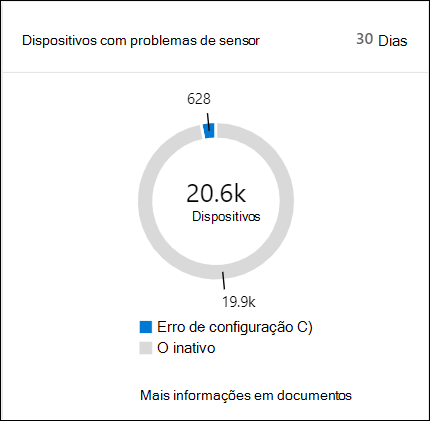 Dispositivos com problemas de sensor 30 Dias
628
20.6k
Dispositivos
19.9k
Erro de configuração C)
O inativo
Mais informações em documentos